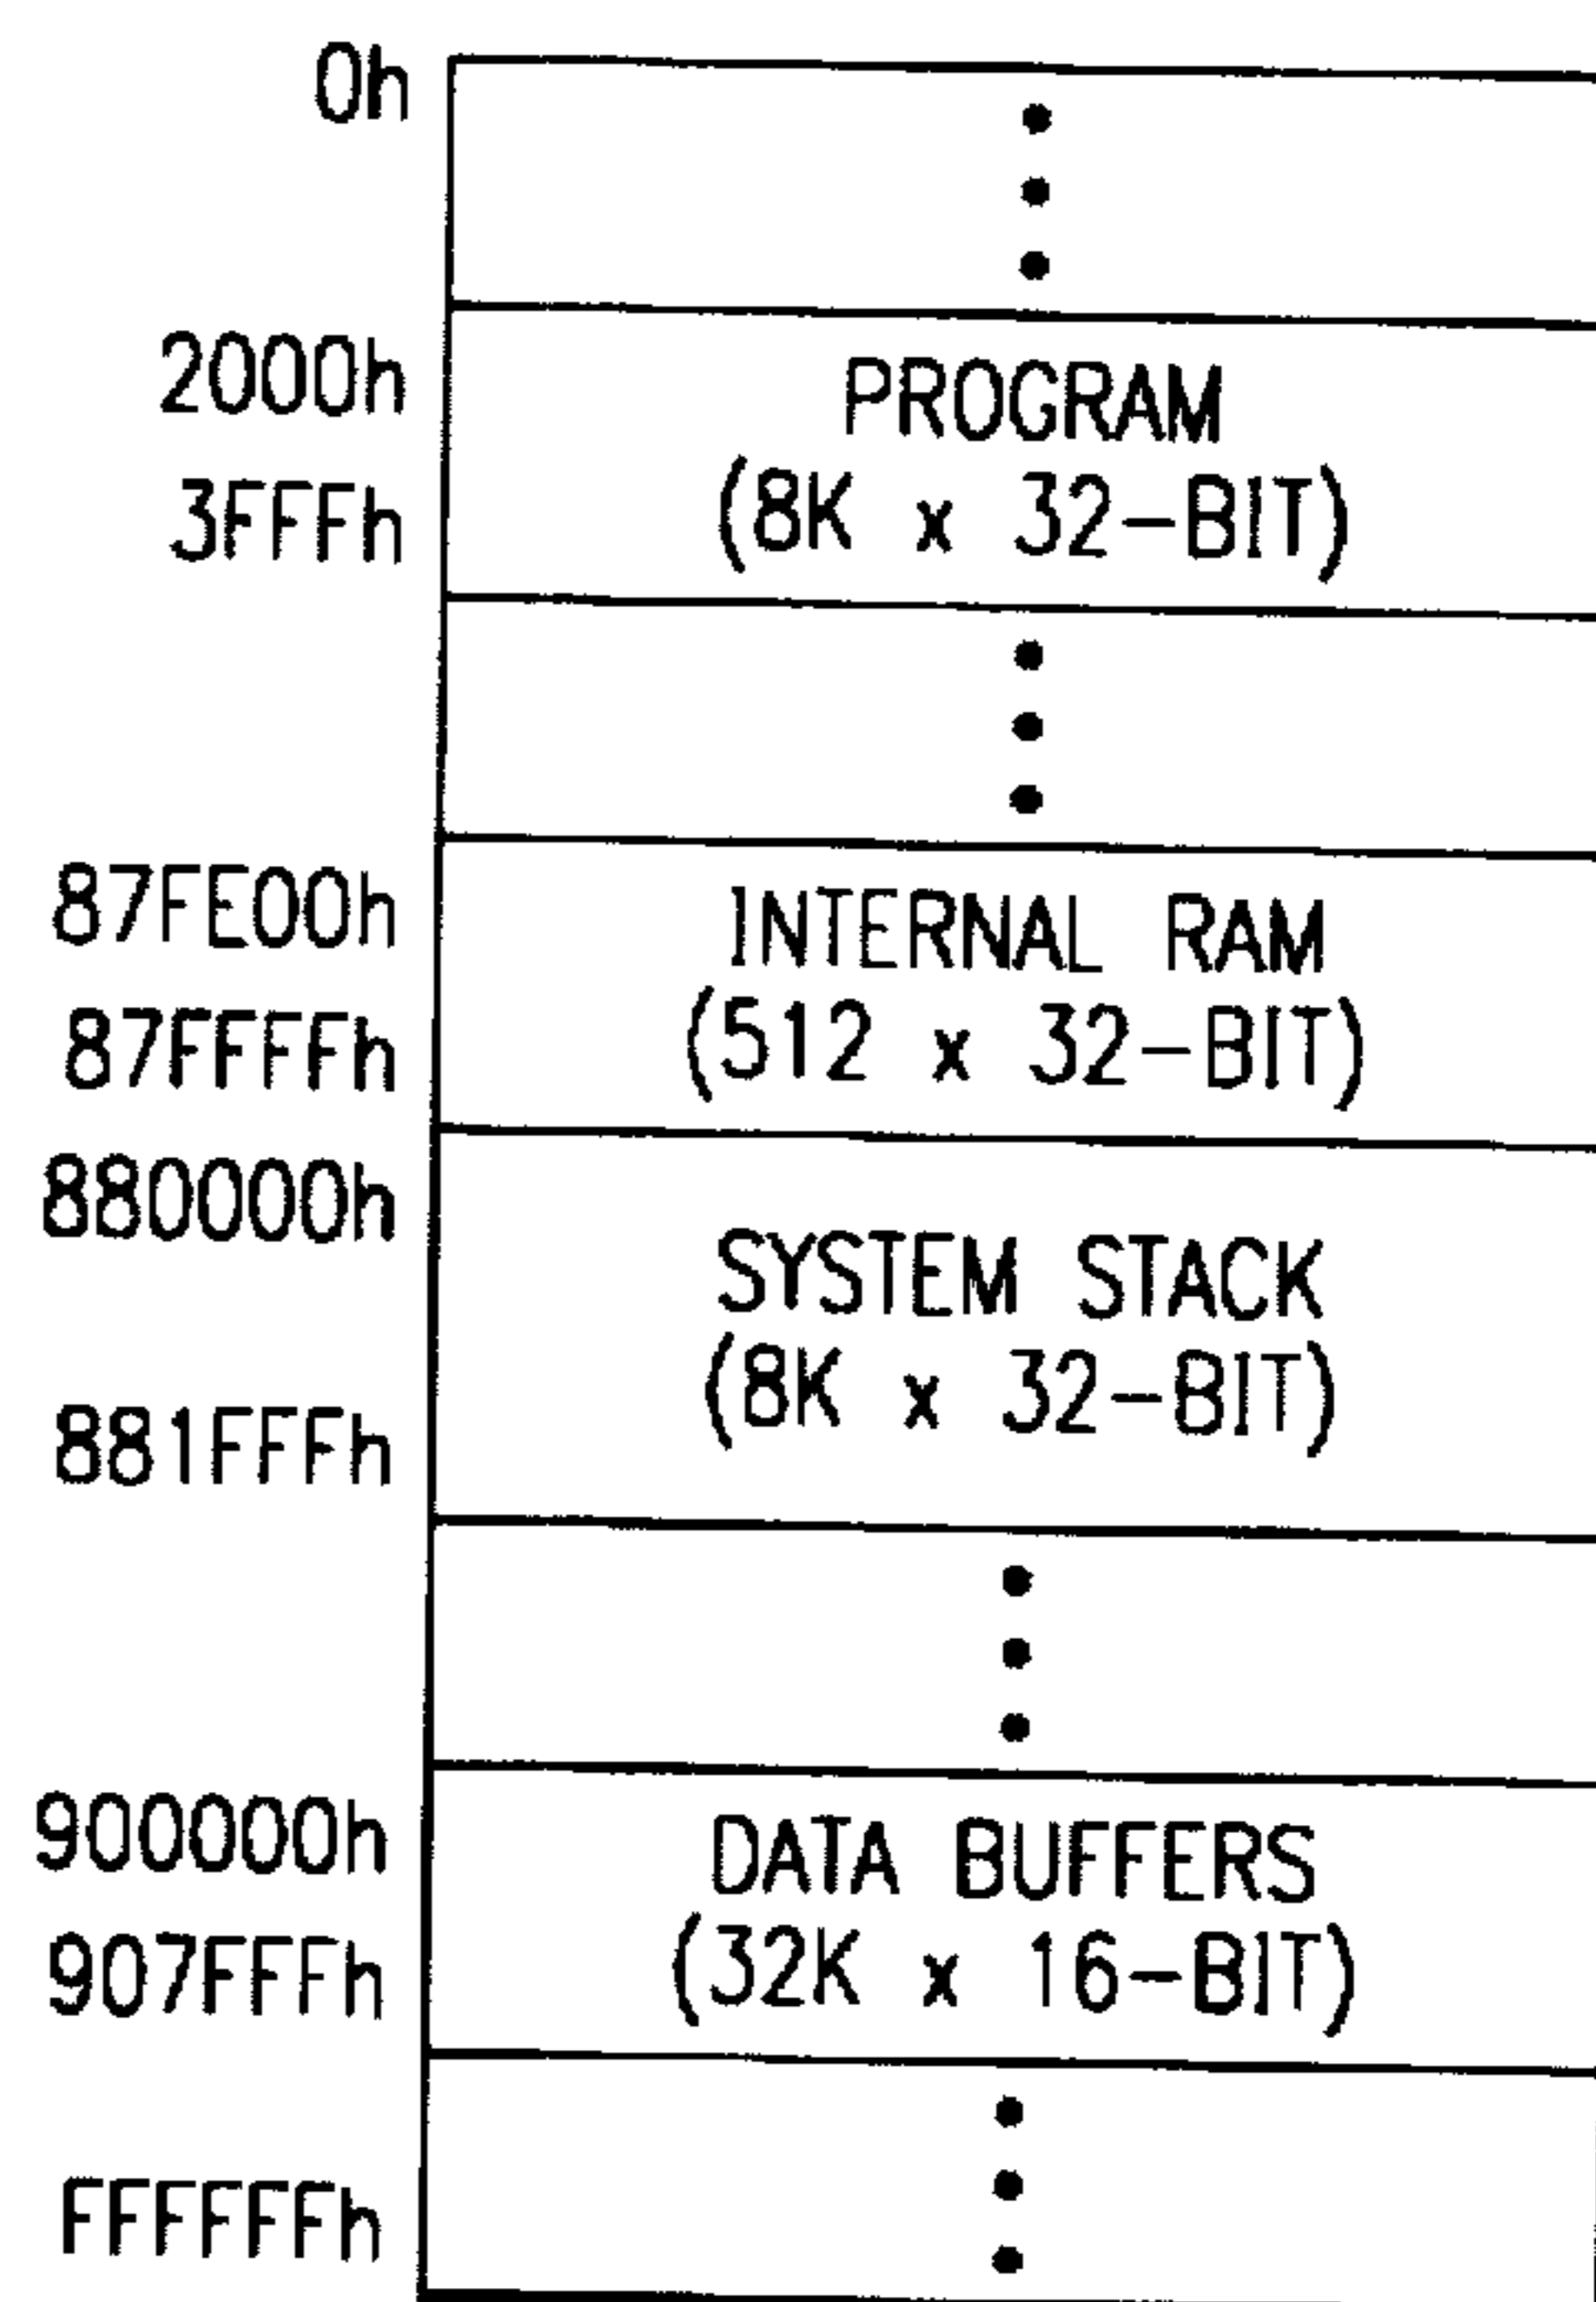 0h
2000h
PROGRAM
3FFFh
(8K x 32-BIT)
87FE00h
INTERNAL RAM
87FFFFh
(512 x 32-BIT)
880000h
SYSTEM STACK
(8K x 32-BIT)
881FFFh
900000h
DATA BUFFERS
907FFFh
(32K x 16-BIT)
FFFFFFh